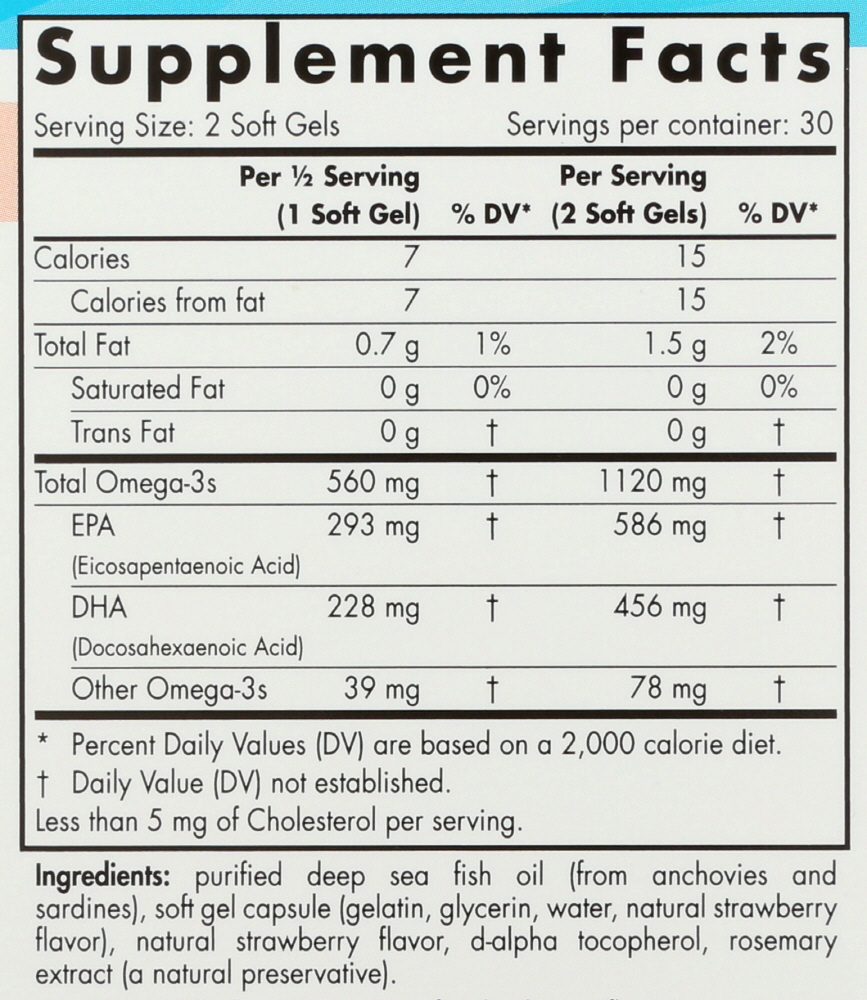 Supplement Facts
Serving Size: 2 Soft Gels Servings per container: 30
Per ½ Serving Per Serving
(1 Soft Gel) % DV* (2 Soft Gels) % DV*
Calories 7 15
Calories from fat 7 15
Total Fat 0.7 g 1% 1.5 g 2%
Saturated Fat 0 g 0% 0 g 0%
Trans Fat 0 g † 0 g †
Total Omega-3s 560 mg † 1120 mg †
EPA 293 mg † 586 mg †
(Eicosapentaenoic Acid)
DHA 228 mg † 456 mg †
(Docosahexaenoic Acid)
Other Omega-3s 39 mg † 78 mg †
* Percent Daily Values (DV) are based on a 2,000 calorie diet.
† Daily Value (DV) not established.
Less than 5 mg of Cholesterol per serving.
Ingredients: purified deep sea fish oil (from anchovies and
sardines), soft gel capsule (gelatin, glycerin, water, natural strawberry
flavor), natural strawberry flavor, d-alpha tocopherol, rosemary
extract (a natural preservative).